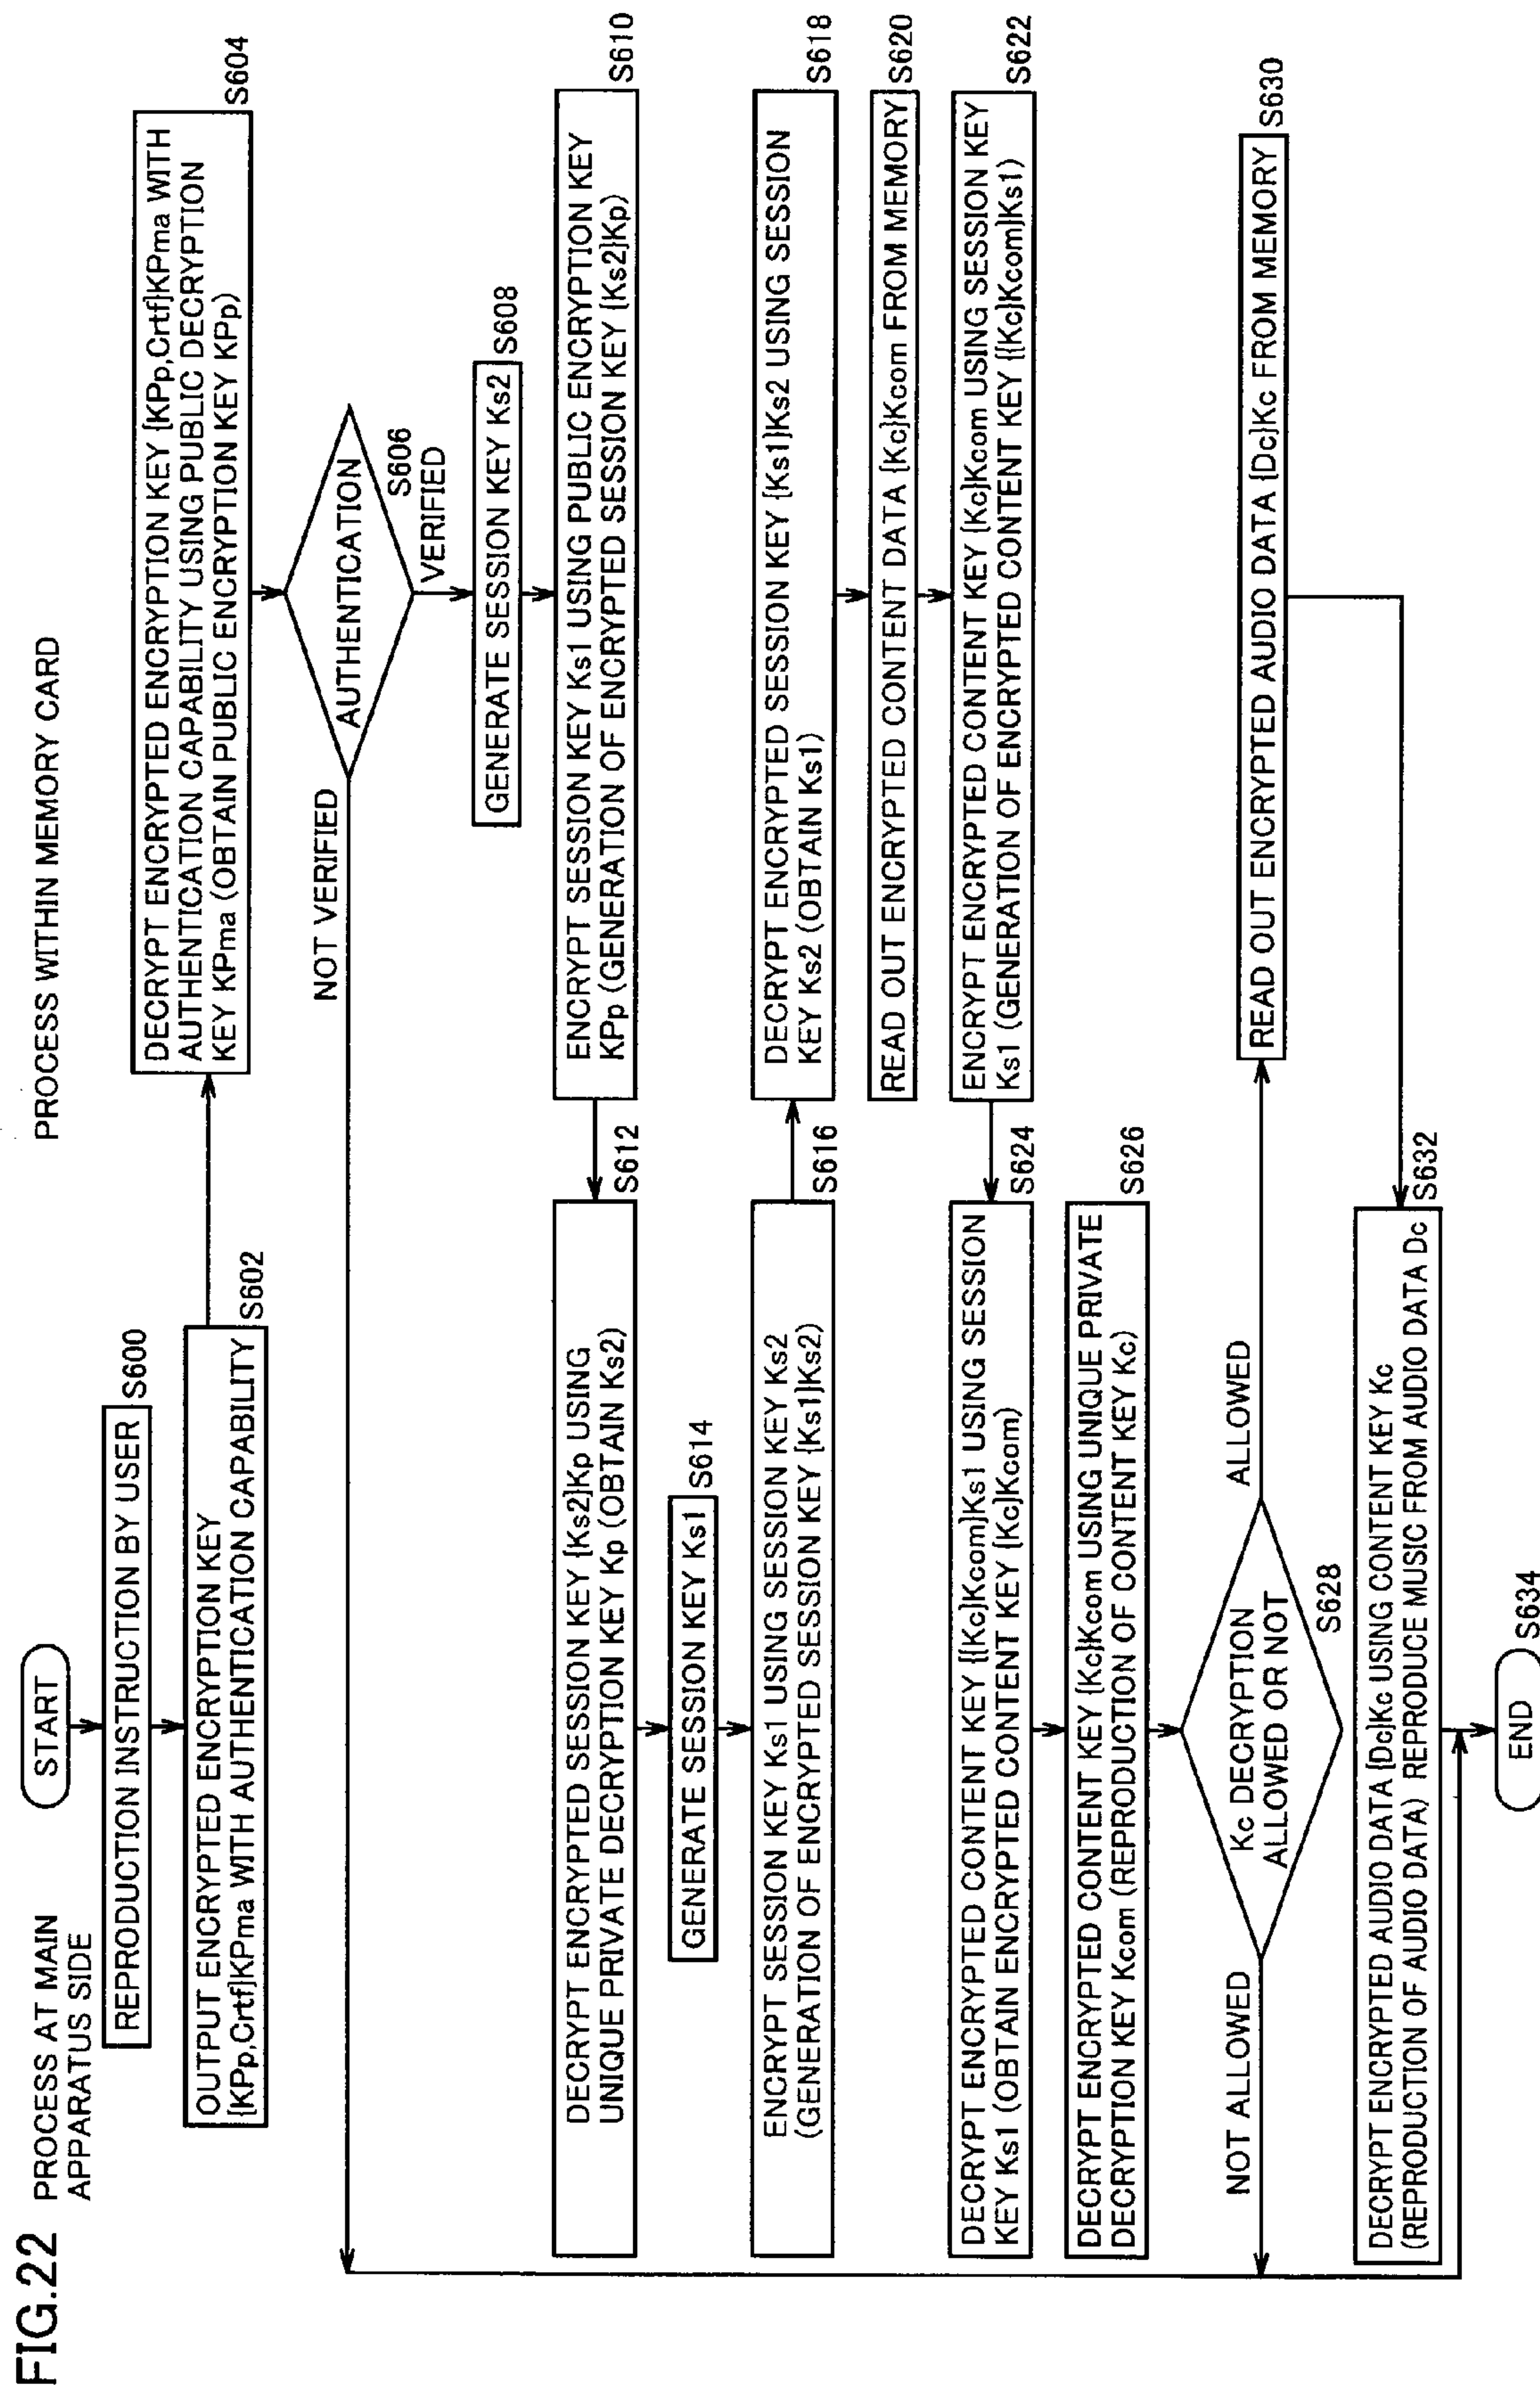 FIG.22
PROCESS AT MAIN
APPARATUS SIDE
PROCESS WITHIN MEMORY CARD
START
REPRODUCTION INSTRUCTION BY USER
S600
OUTPUT ENCRYPTED ENCRYPTION KEY
{KPp,Crtf}KPma WITH AUTHENTICATION CAPABILITY
S602
DECRYPT ENCRYPTED ENCRYPTION KEY {KPp,Crtf}KPma WITH
AUTHENTICATION CAPABILITY USING PUBLIC DECRYPTION
KEY KPma (OBTAIN PUBLIC ENCRYPTION KEY KPp)
S604
AUTHENTICATION
S606
NOT VERIFIED
VERIFIED
GENERATE SESSION KEY Ks2
S608
ENCRYPT SESSION KEY Ks1 USING PUBLIC ENCRYPTION KEY
KPp (GENERATION OF ENCRYPTED SESSION KEY {Ks2}Kp)
S610
DECRYPT ENCRYPTED SESSION KEY {Ks2}Kp USING
UNIQUE PRIVATE DECRYPTION KEY Kp (OBTAIN Ks2)
S612
GENERATE SESSION KEY Ks1
S614
ENCRYPT SESSION KEY Ks1 USING SESSION KEY Ks2
(GENERATION OF ENCRYPTED SESSION KEY {Ks1}Ks2)
S616
DECRYPT ENCRYPTED SESSION KEY {Ks1}Ks2 USING SESSION
KEY Ks2 (OBTAIN Ks1)
S618
READ OUT ENCRYPTED CONTENT DATA {Kc}Kcom FROM MEMORY
S620
ENCRYPT ENCRYPTED CONTENT KEY {Kc}Kcom USING SESSION KEY
Ks1 (GENERATION OF ENCRYPTED CONTENT KEY {{Kc}Kcom}Ks1)
S622
DECRYPT ENCRYPTED CONTENT KEY {{Kc}Kcom}Ks1 USING SESSION
KEY Ks1 (OBTAIN ENCRYPTED CONTENT KEY {Kc}Kcom)
S624
DECRYPT ENCRYPTED CONTENT KEY {Kc}Kcom USING UNIQUE PRIVATE
DECRYPTION KEY Kcom (REPRODUCTION OF CONTENT KEY Kc)
S626
Kc DECRYPTION
ALLOWED OR NOT
S628
NOT ALLOWED
ALLOWED
READ OUT ENCRYPTED AUDIO DATA {Dc}Kc FROM MEMORY
S630
DECRYPT ENCRYPTED AUDIO DATA {Dc}Kc USING CONTENT KEY Kc
(REPRODUCTION OF AUDIO DATA) REPRODUCE MUSIC FROM AUDIO DATA Dc
S632
END
S634